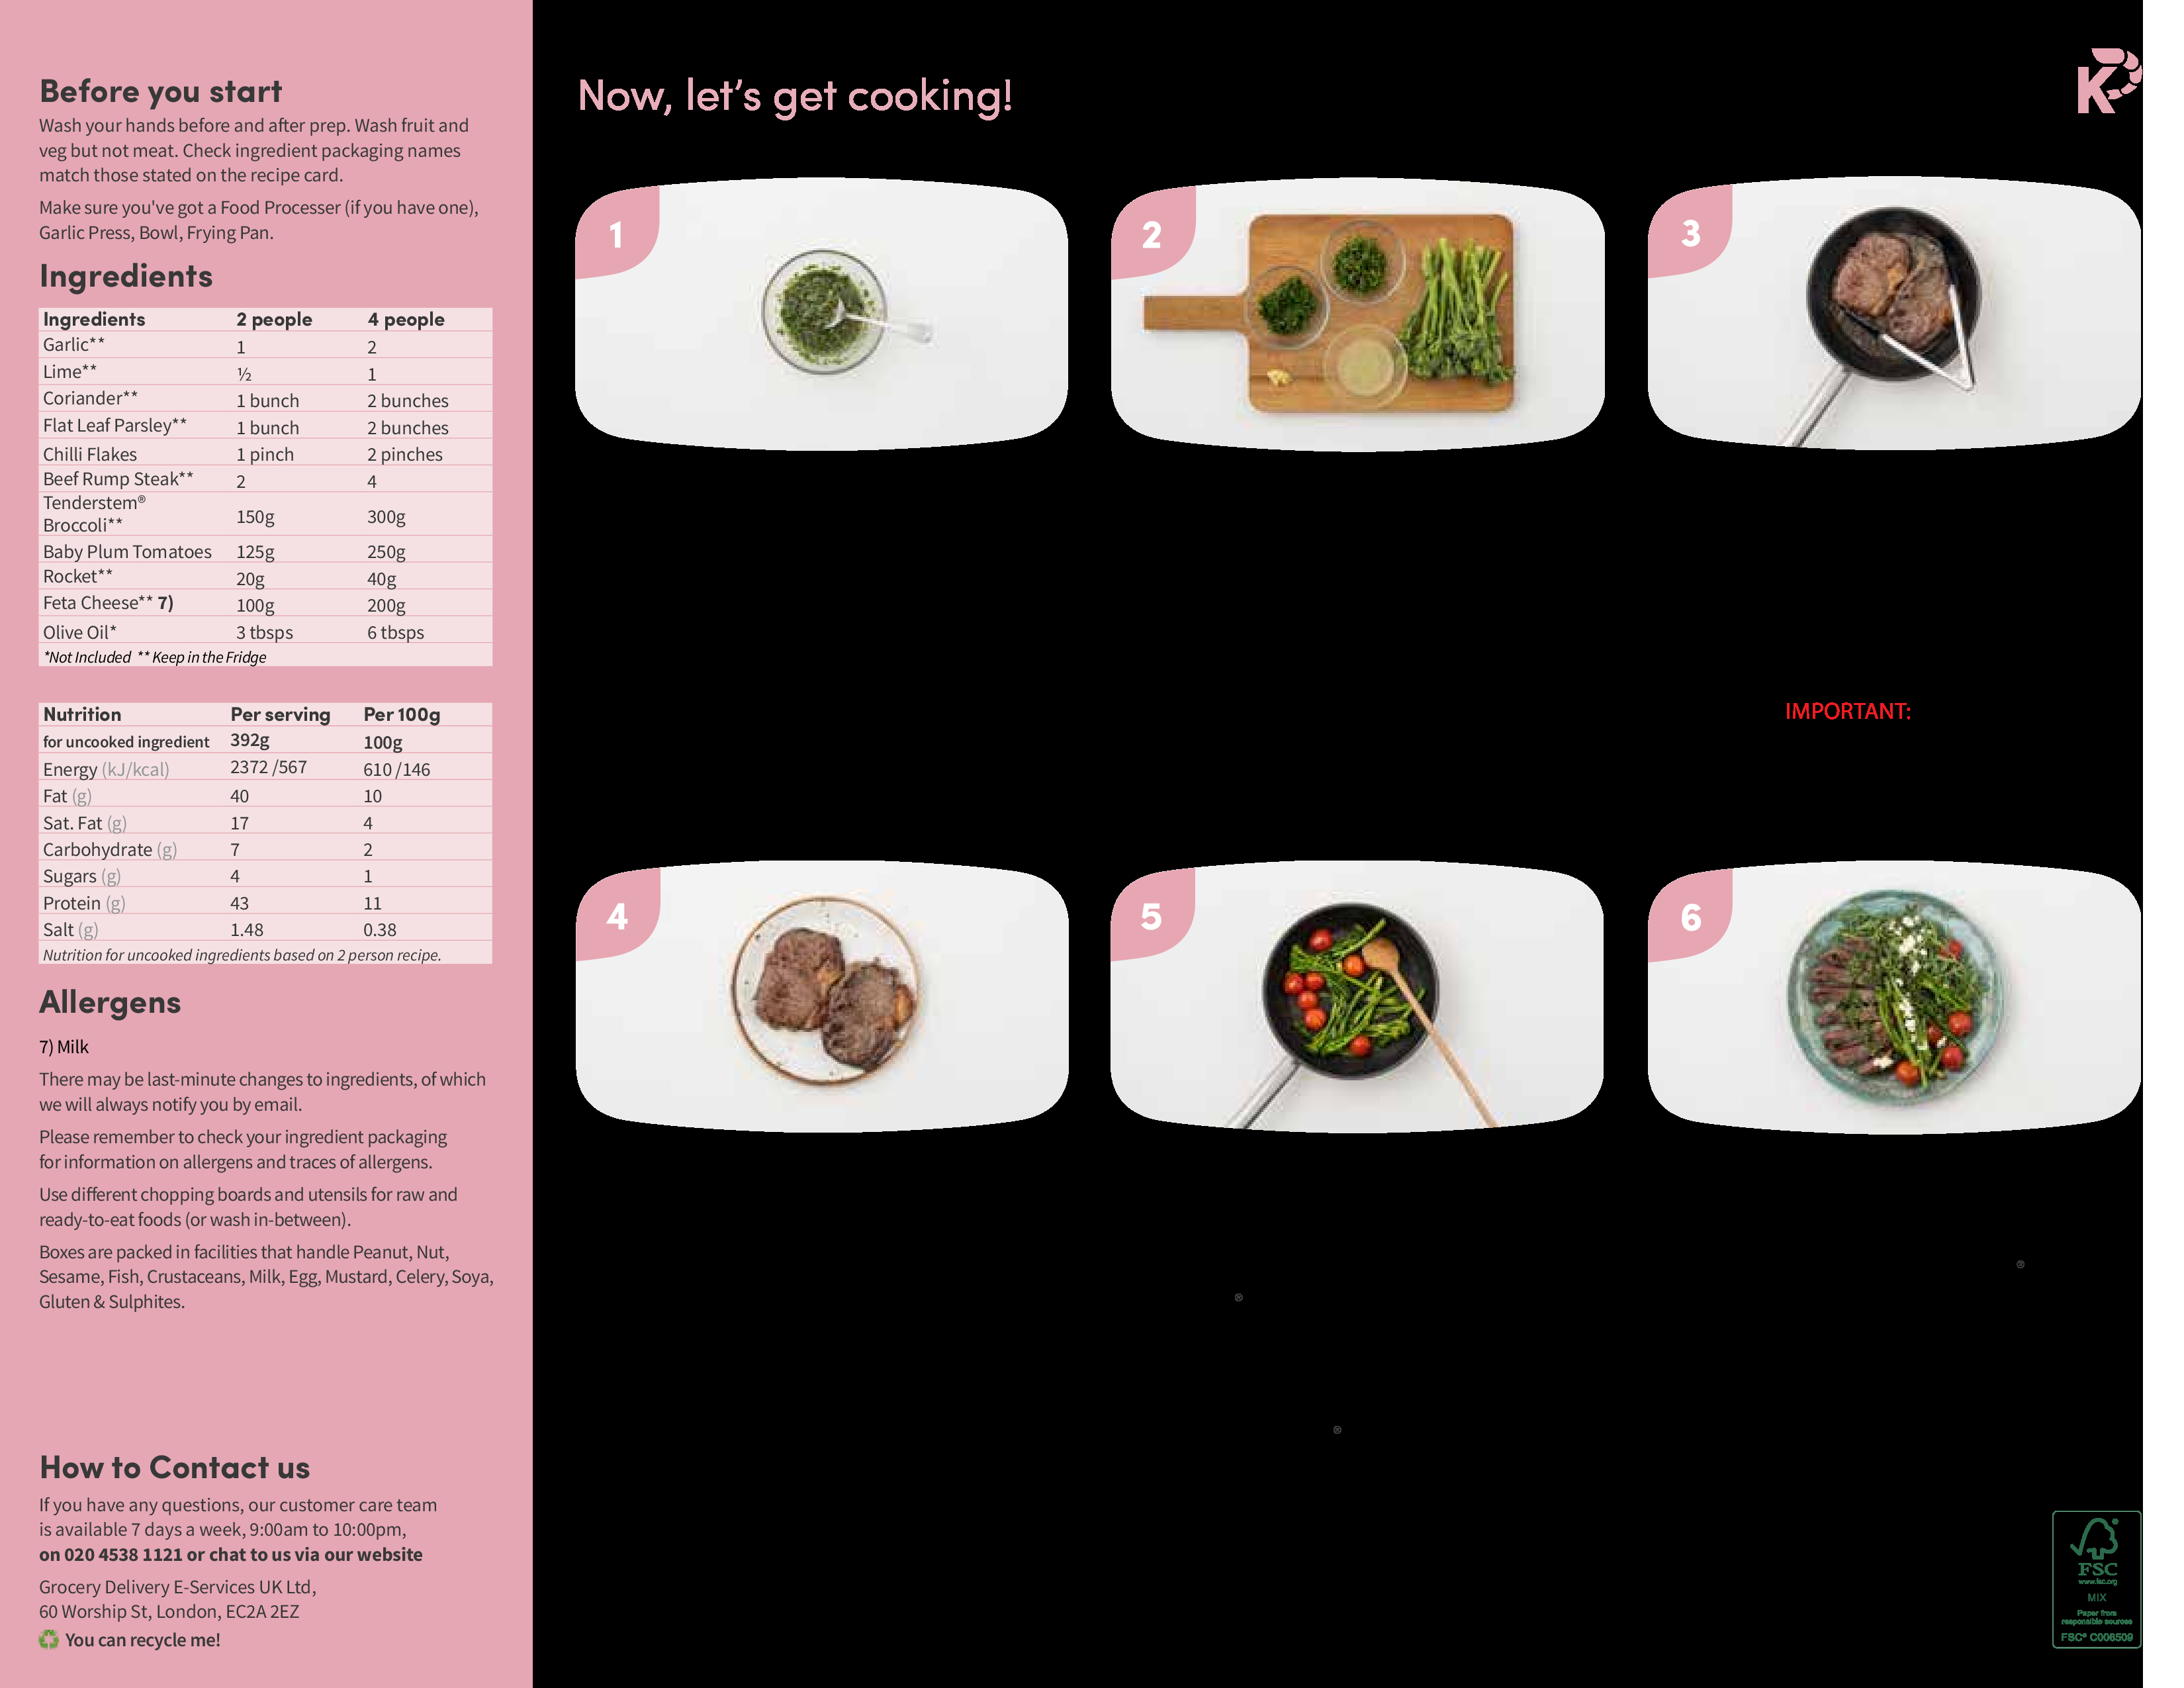 Before you start
Wash your hands before and after prep. Wash fruit and
veg but not meat. Check ingredient packaging names
match those stated on the recipe card.
Make sure you've got a Food Processer (if you have one),
Garlic Press, Bowl, Frying Pan.
Ingredients
Ingredients 2 people 4 people
Garlic** 1 2
Lime** ½ 1
Coriander** 1 bunch 2 bunches
Flat Leaf Parsley** 1 bunch 2 bunches
Chilli Flakes 1 pinch 2 pinches
Beef Rump Steak** 2 4
Tenderstem®
Broccoli** 150g 300g
Baby Plum Tomatoes 125g 250g
Rocket** 20g 40g
Feta Cheese** 7) 100g 200g
Olive Oil* 3 tbsps 6 tbsps
*Not Included ** Keep in the Fridge
Nutrition Per serving Per 100g
for uncooked ingredient 392g 100g
Energy (kJ/kcal) 2372 /567 610 /146
Fat (g) 40 10
Sat. Fat (g) 17 4
Carbohydrate (g) 7 2
Sugars (g) 4 1
Protein (g) 43 11
Salt (g) 1.48 0.38
Nutrition for uncooked ingredients based on 2 person recipe.
Allergens
7) Milk
There may be last-minute changes to ingredients, of which
we will always notify you by email.
Please remember to check your ingredient packaging
for information on allergens and traces of allergens.
Use different chopping boards and utensils for raw and
ready-to-eat foods (or wash in-between).
Boxes are packed in facilities that handle Peanut, Nut,
Sesame, Fish, Crustaceans, Milk, Egg, Mustard, Celery, Soya,
Gluten & Sulphites.
How to Contact us
If you have any questions, our customer care team
is available 7 days a week, 9:00am to 10:00pm,
on 020 4538 1121 or chat to us via our website
Grocery Delivery E-Services UK Ltd,
60 Worship St, London, EC2A 2EZ
You can recycle me!
Now, let's get cooking!
K
1
2
3
IMPORTANT:
4
5
6
®
®
®
FSC
www.fsc.org
MIX
Paper from
responsible sources
FSC® C006509